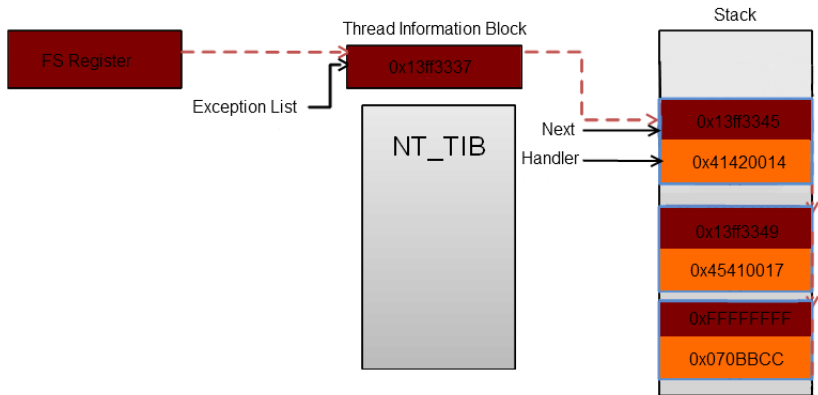 Stack
Thread Information Block
FS Register
0x13ff3337
Exception List
0x13ff3345
Next
NT_TIB
Handler
0x41420014
0x13ff3349
0x45410017
0xFFFFFFFF
0x070BBCC